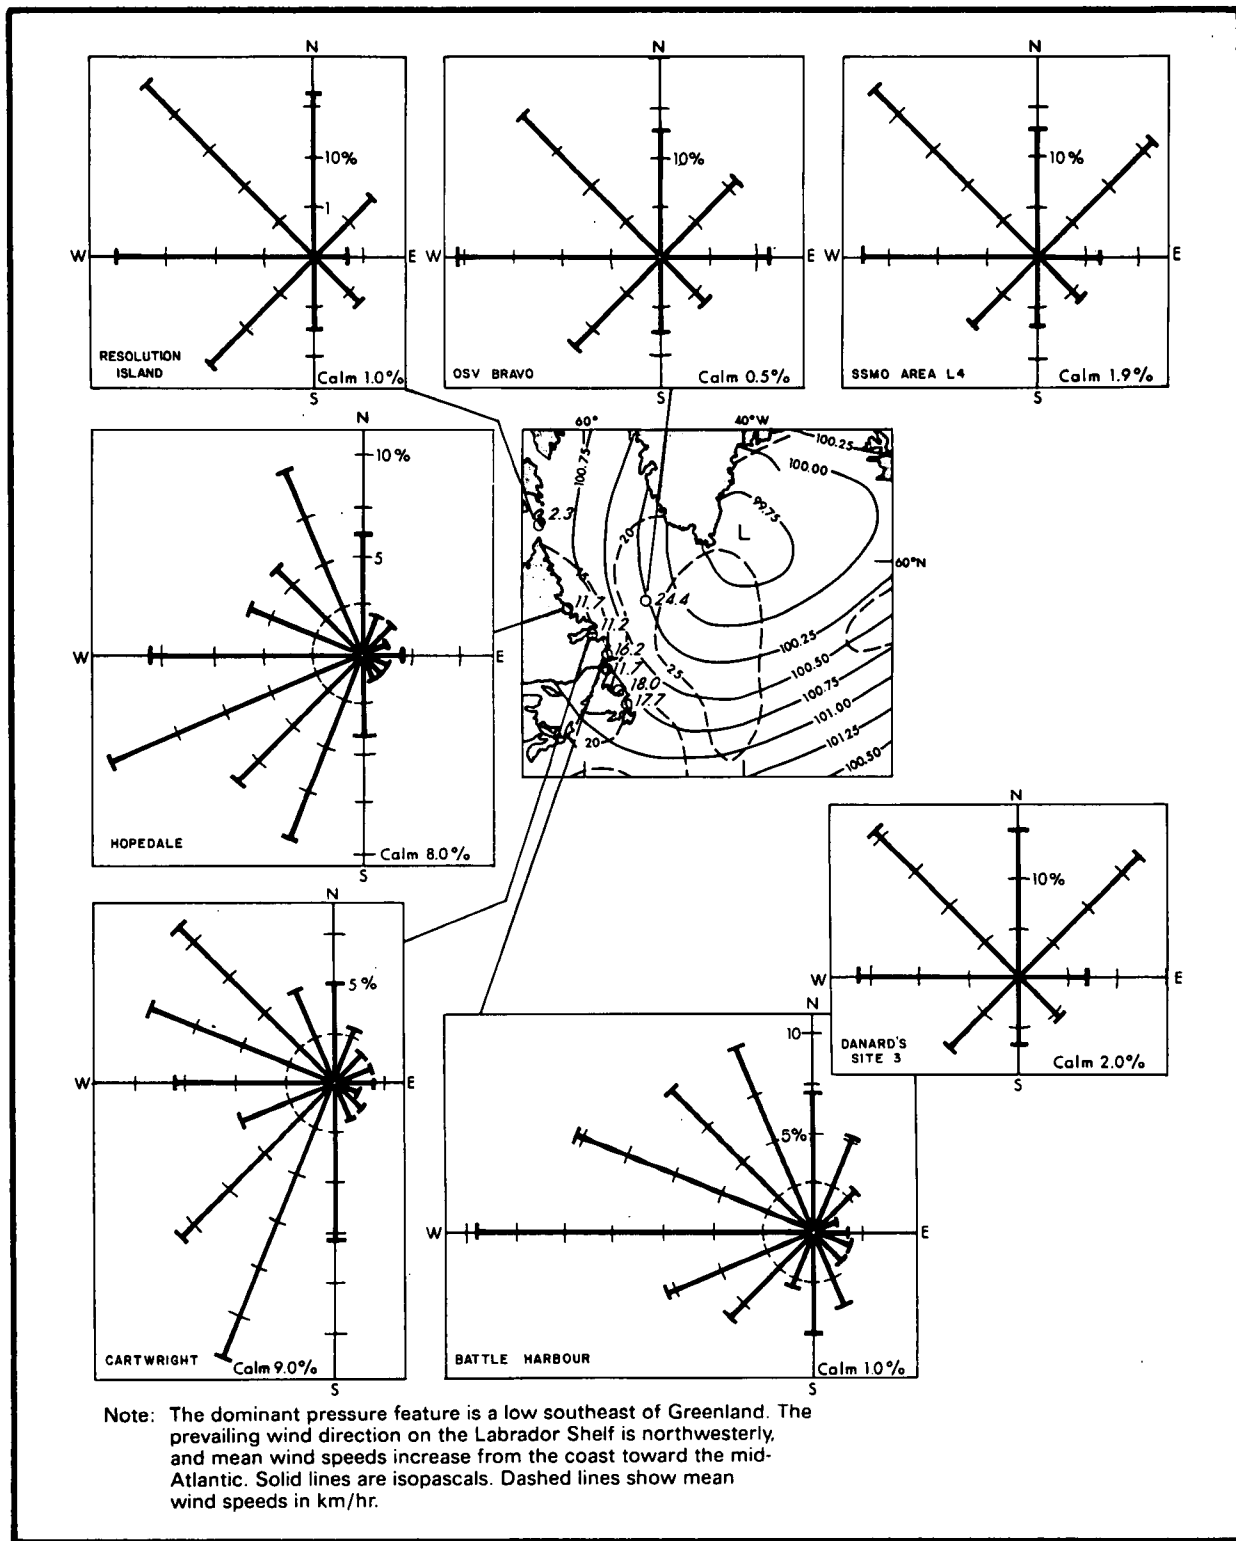 N
N
N
10%
1
W
E
RESOLUTION
ISLAND
Calm 1.0%
S
10%
W
E
OSV BRAVO
Calm 0.5%
10%
W
E
SSMO AREA L4
Calm 1.9%
S
N
10%
5
W
E
HOPEDALE
Calm 8.0%
S
60°
40°W
100.75
100.25
100.00
99.75
L
60°N
2.3
20
15
11.7
24.4
11.2
16.2
11.7
25
18.0
17.7
20
100.25
100.50
100.75
101.00
101.25
100.50
N
10%
W
E
DANARD'S
SITE 3
Calm 2.0%
S
N
5%
W
E
CARTWRIGHT
Calm 9.0%
S
N
10
5%
W
E
BATTLE HARBOUR
Calm 1.0%
S
Note: The dominant pressure feature is a low southeast of Greenland. The
prevailing wind direction on the Labrador Shelf is northwesterly,
and mean wind speeds increase from the coast toward the mid-
Atlantic. Solid lines are isopascals. Dashed lines show mean
wind speeds in km/hr.